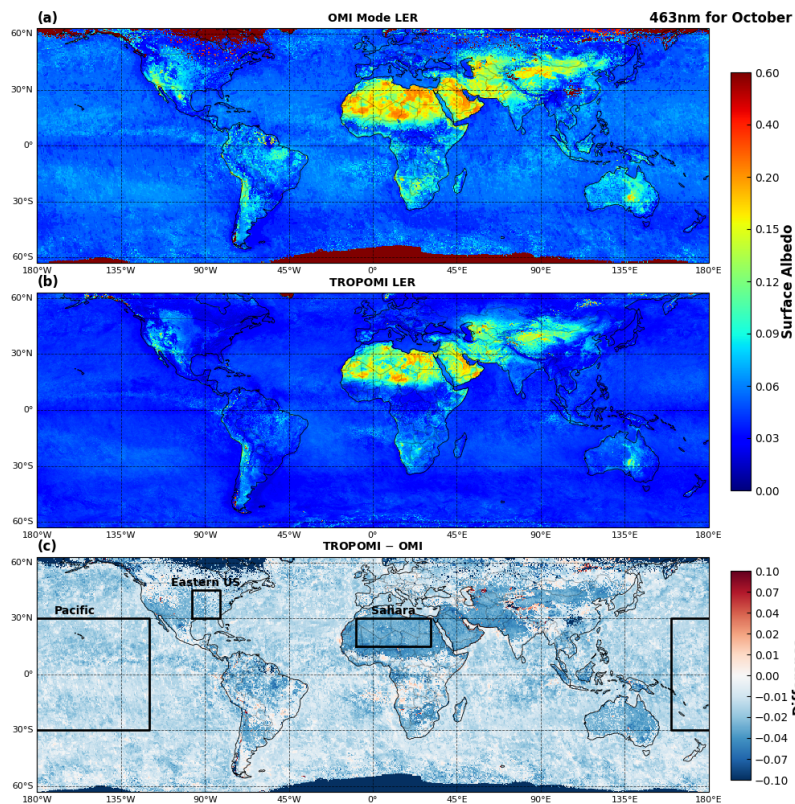 (a)
OMI Mode LER
463nm for October
60°N
30°N
0°
30°S
60°S
180°W 135°W 90°W 45°W 0° 45°E 90°E 135°E 180°E
0.60
0.40
0.20
0.15
0.12
0.09
0.06
0.03
0.00
Surface Albedo
(b)
TROPOMI LER
60°N
30°N
0°
30°S
60°S
180°W 135°W 90°W 45°W 0° 45°E 90°E 135°E 180°E
(c)
TROPOMI − OMI
60°N
30°N
0°
30°S
60°S
Eastern US
Pacific
Sahara
180°W 135°W 90°W 45°W 0° 45°E 90°E 135°E 180°E
0.10
0.07
0.04
0.02
0.01
0.00
−0.01
−0.02
−0.04
−0.07
−0.10